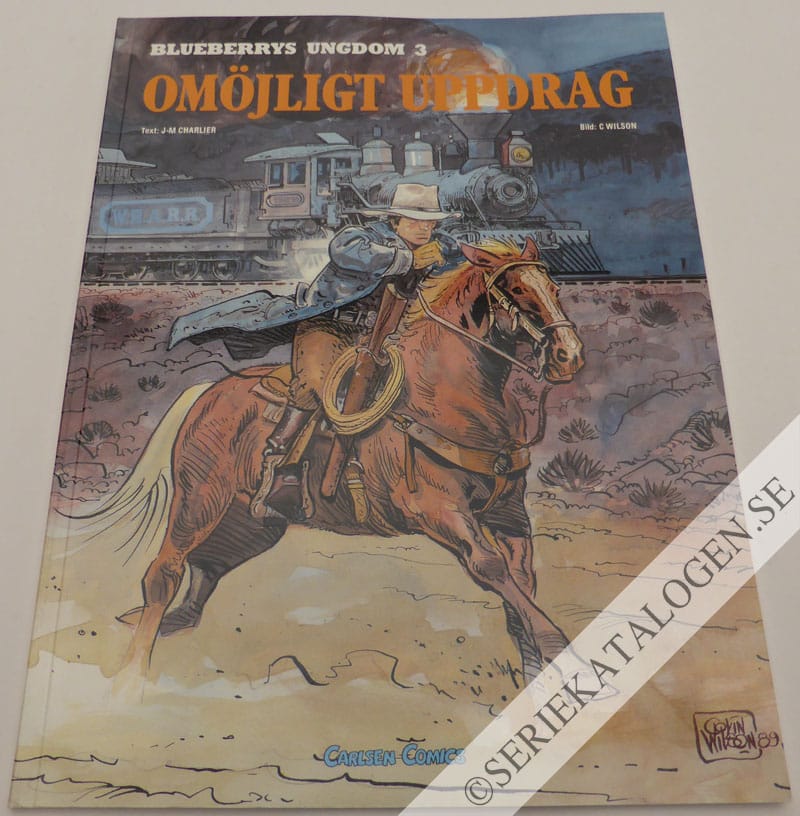 BLUEBERRYS UNGDOM 3
OMÖJLIGT UPPDRAG
Text: J-M CHARLIER
Bild: C WILSON
CARLSEN COMICS
COLIN
WILSON 89
© SERIEKATALOGEN.SE